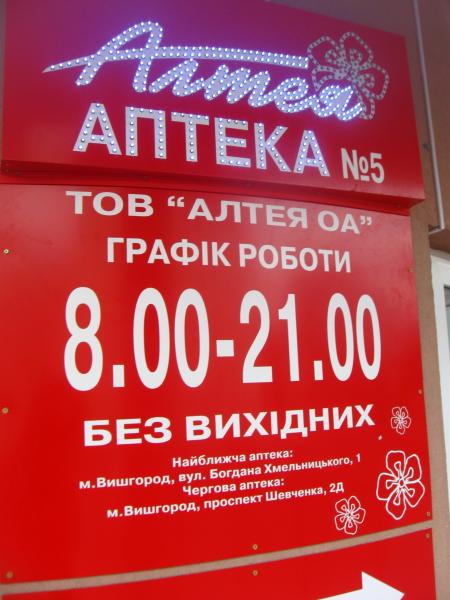 Алтея
АПТЕКА №5
ТОВ “АЛТЕЯ ОА”
ГРАФІК РОБОТИ
8.00-21.00
БЕЗ ВИХІДНИХ
Найближча аптека:
м.Вишгород, вул. Богдана Хмельницького, 1
Чергова аптека:
м.Вишгород, проспект Шевченка, 2Д